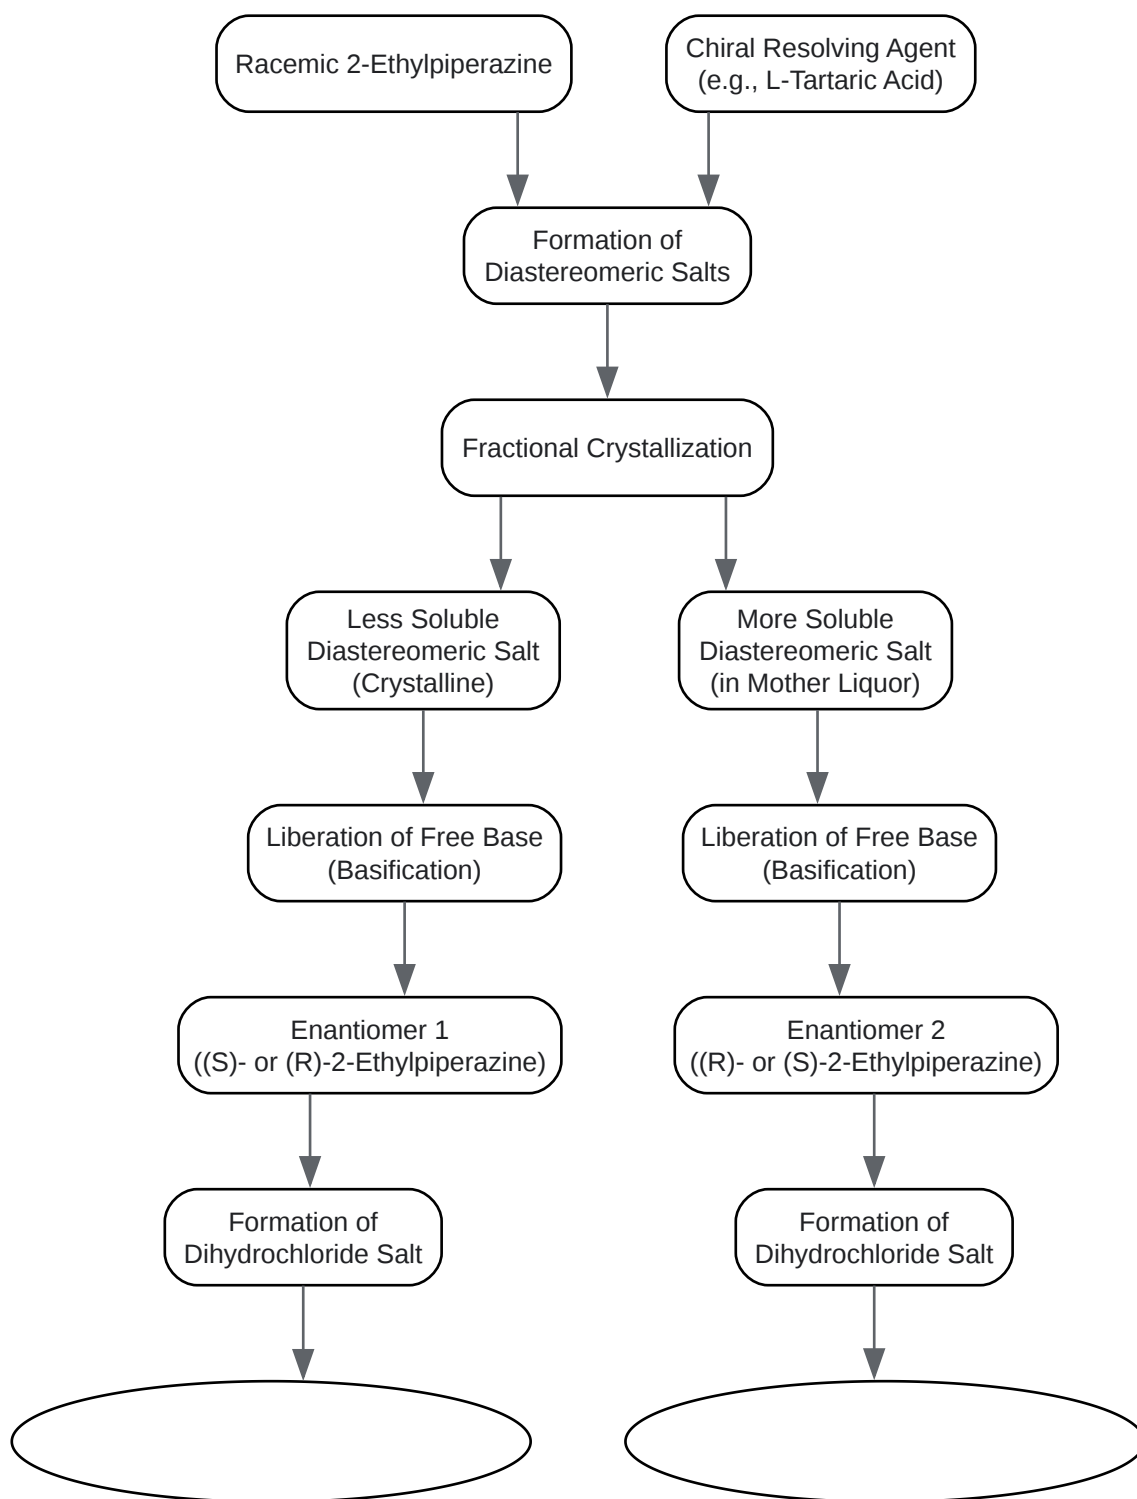 Racemic 2-Ethylpiperazine
Chiral Resolving Agent
(e.g., L-Tartaric Acid)
Formation of
Diastereomeric Salts
Fractional Crystallization
Less Soluble
Diastereomeric Salt
(Crystalline)
More Soluble
Diastereomeric Salt
(in Mother Liquor)
Liberation of Free Base
(Basification)
Liberation of Free Base
(Basification)
Enantiomer 1
((S)- or (R)-2-Ethylpiperazine)
Enantiomer 2
((R)- or (S)-2-Ethylpiperazine)
Formation of
Dihydrochloride Salt
Formation of
Dihydrochloride Salt